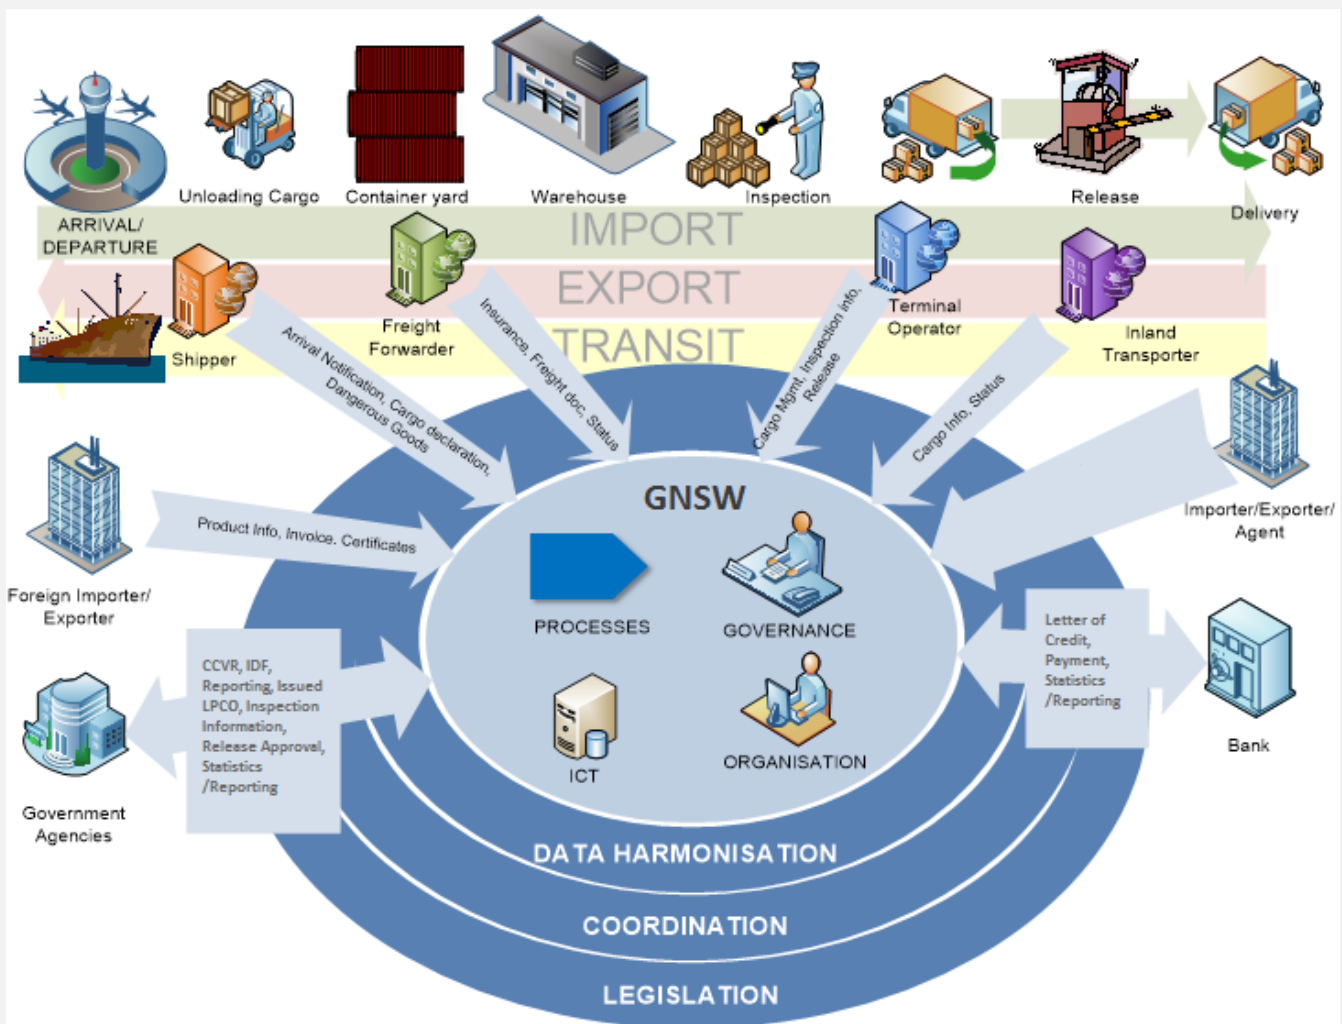 Unloading Cargo
Container yard
Warehouse
Inspection
Release
Delivery
ARRIVAL/
DEPARTURE
IMPORT
EXPORT
TRANSIT
Shipper
Freight
Forwarder
Terminal
Operator
Inland
Transporter
Arrival Notification, Cargo declaration,
Dangerous Goods
Insurance, Freight doc, Status
Cargo Mgmt, Inspection info,
Release
Cargo Info, Status
Importer/Exporter/
Agent
Foreign Importer/
Exporter
Product Info, Invoice. Certificates
GNSW
PROCESSES
GOVERNANCE
ICT
ORGANISATION
CCVR, IDF,
Reporting, Issued
LPCO, Inspection
Information,
Release Approval,
Statistics
/Reporting
Government
Agencies
Letter of
Credit,
Payment,
Statistics
/Reporting
Bank
DATA HARMONISATION
COORDINATION
LEGISLATION